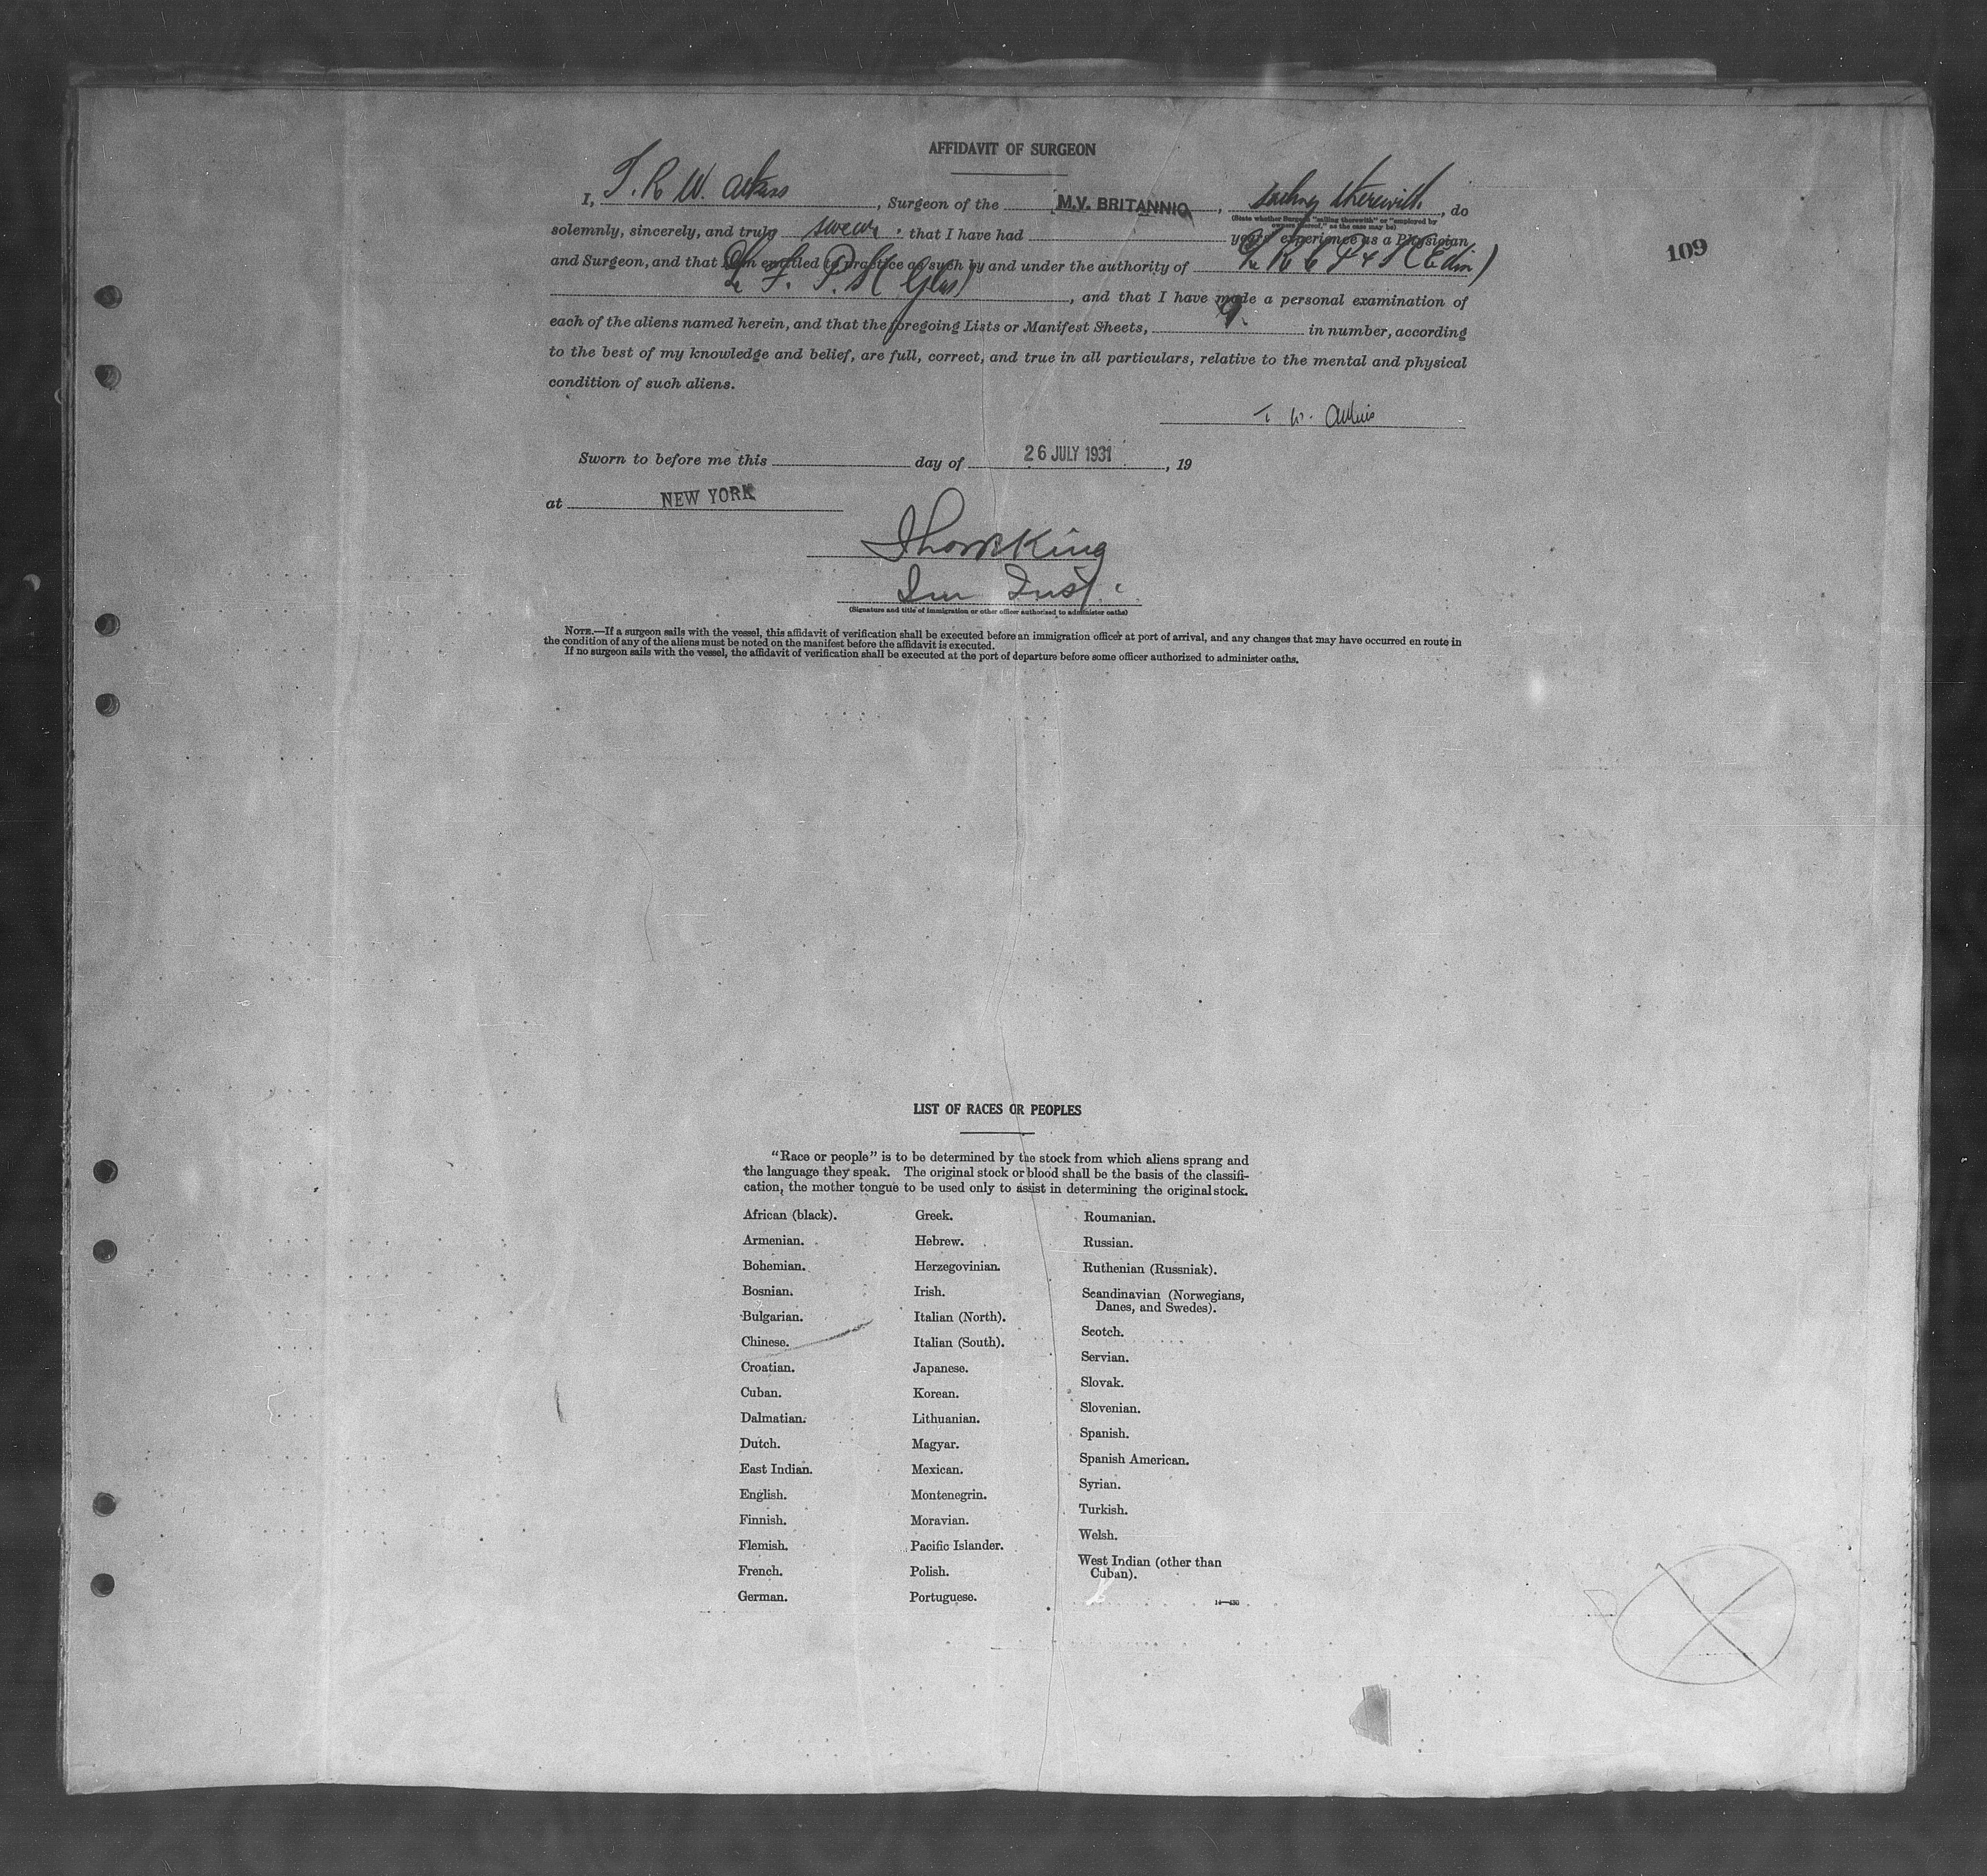 AFFIDAVIT OF SURGEON
109
I, T. R W. Atkins, Surgeon of the M.V. BRITANNIC, sailing therewith, do
(State whether Surgeon "sailing therewith" or "employed by
owners thereof," as the case may be)
solemnly, sincerely, and truly swear that I have had years' experience as a Physician
and Surgeon, and that I am entitled to practice as such by and under the authority of L R C P & S (Edin)
L. F. P. S (Glas), and that I have made a personal examination of
each of the aliens named herein, and that the foregoing Lists or Manifest Sheets, 9. in number, according
to the best of my knowledge and belief, are full, correct, and true in all particulars, relative to the mental and physical
condition of such aliens.
T W. Atkins
Sworn to before me this day of 26 JULY 1931, 19
at NEW YORK
King
Im Insp.
(Signature and title of immigration or other officer authorized to administer oaths)
NOTE.—If a surgeon sails with the vessel, this affidavit of verification shall be executed before an immigration officer at port of arrival, and any changes that may have occurred en route in
the condition of any of the aliens must be noted on the manifest before the affidavit is executed.
If no surgeon sails with the vessel, the affidavit of verification shall be executed at the port of departure before some officer authorized to administer oaths.
LIST OF RACES OR PEOPLES
"Race or people" is to be determined by the stock from which aliens sprang and
the language they speak. The original stock or blood shall be the basis of the classifi-
cation, the mother tongue to be used only to assist in determining the original stock.
African (black).
Armenian.
Bohemian.
Bosnian.
Bulgarian.
Chinese.
Croatian.
Cuban.
Dalmatian.
Dutch.
East Indian.
English.
Finnish.
Flemish.
French.
German.
Greek.
Hebrew.
Herzegovinian.
Irish.
Italian (North).
Italian (South).
Japanese.
Korean.
Lithuanian.
Magyar.
Mexican.
Montenegrin.
Moravian.
Pacific Islander.
Polish.
Portuguese.
Roumanian.
Russian.
Ruthenian (Russniak).
Scandinavian (Norwegians,
Danes, and Swedes).
Scotch.
Servian.
Slovak.
Slovenian.
Spanish.
Spanish American.
Syrian.
Turkish.
Welsh.
West Indian (other than
Cuban).